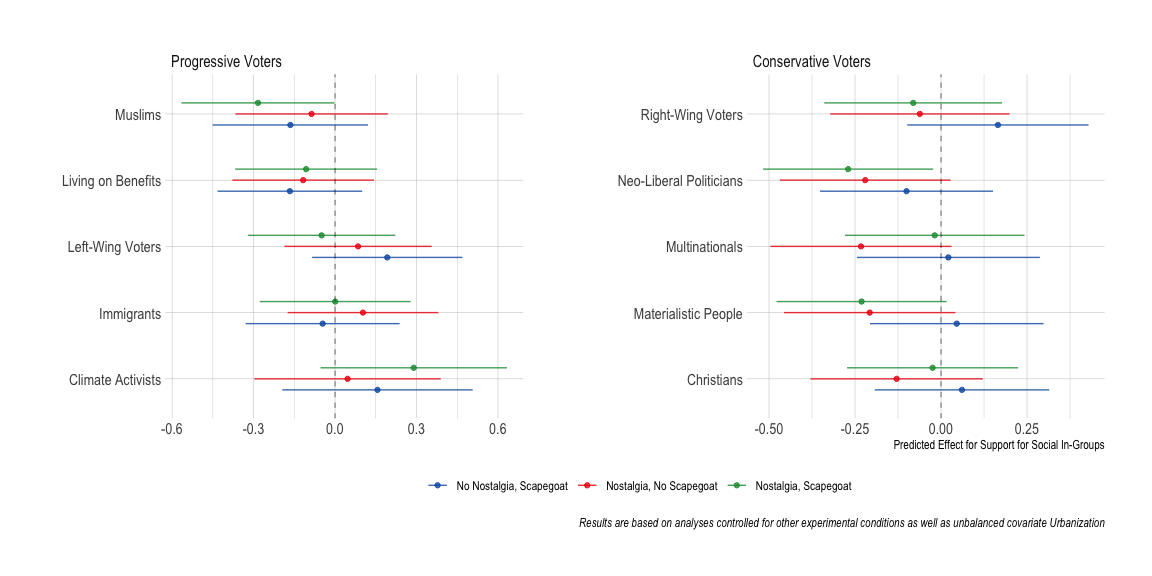 Progressive Voters
Muslims
Living on Benefits
Left-Wing Voters
Immigrants
Climate Activists
-0.6 -0.3 0.0 0.3 0.6
Conservative Voters
Right-Wing Voters
Neo-Liberal Politicians
Multinationals
Materialistic People
Christians
-0.50 -0.25 0.00 0.25
Predicted Effect for Support for Social In-Groups
No Nostalgia, Scapegoat Nostalgia, No Scapegoat Nostalgia, Scapegoat
Results are based on analyses controlled for other experimental conditions as well as unbalanced covariate Urbanization